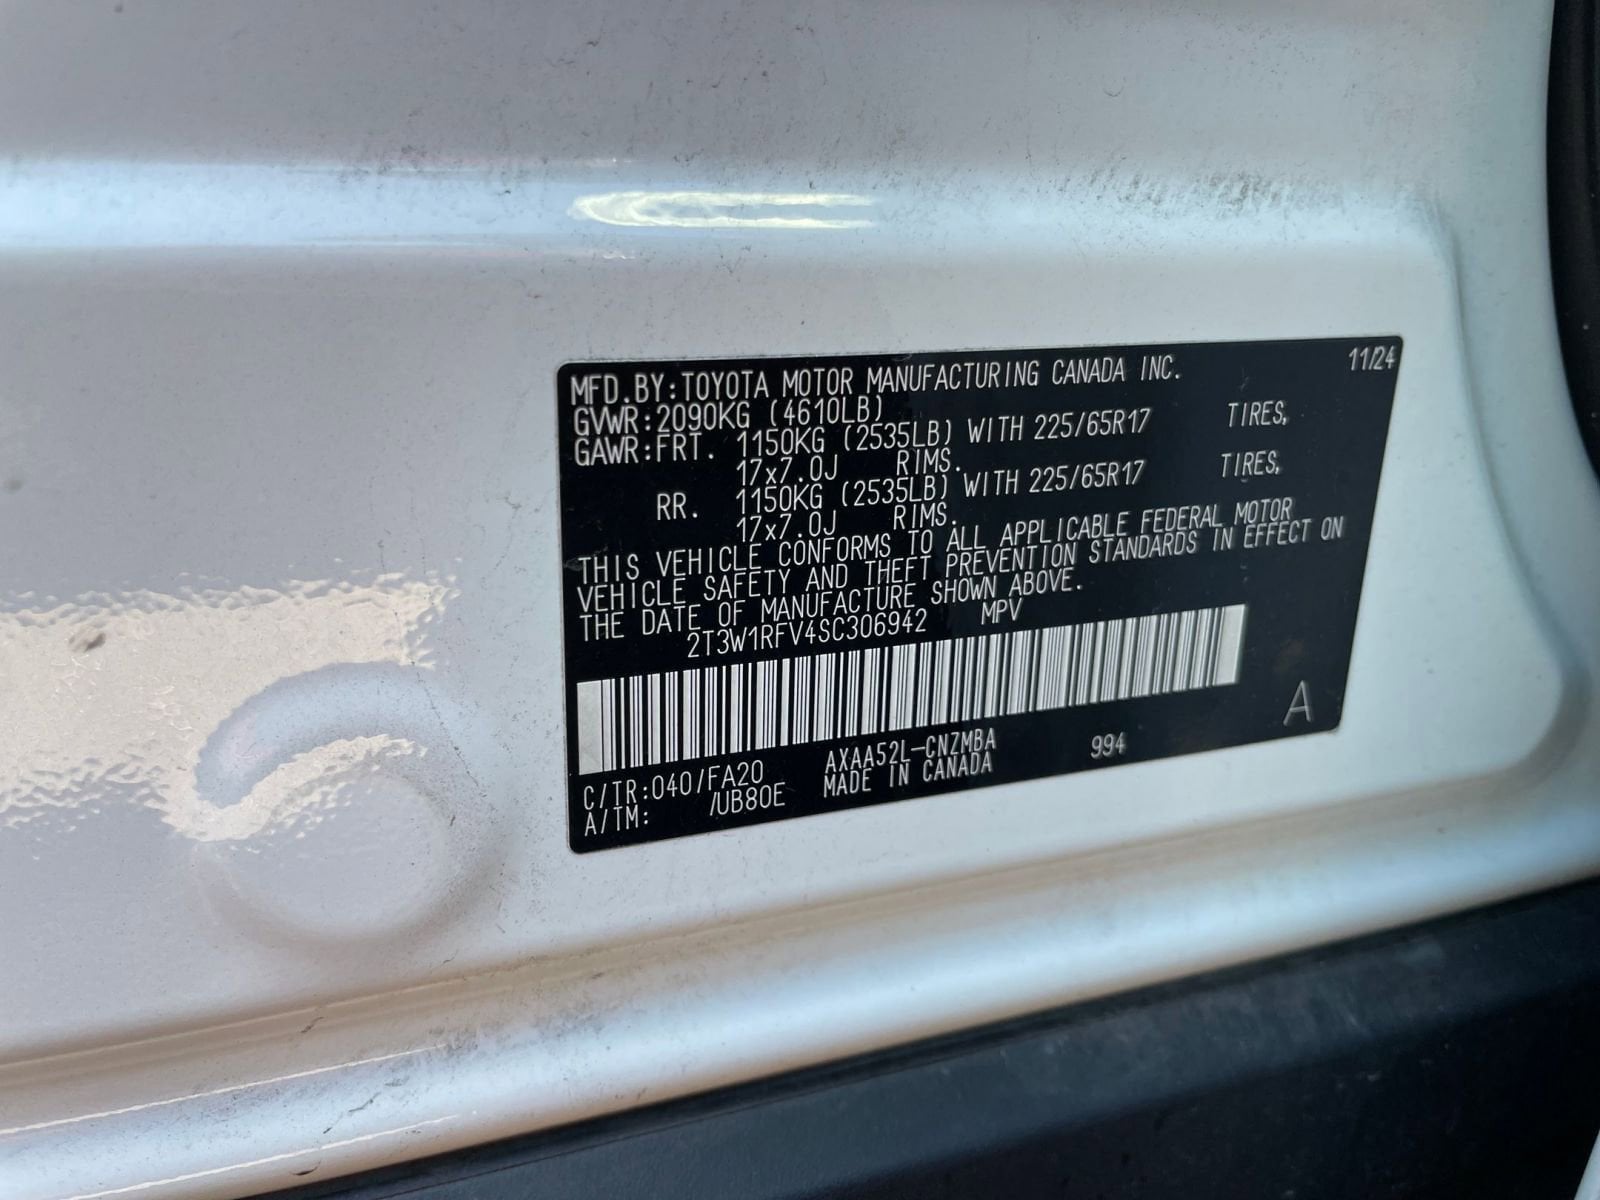 MFD.BY:TOYOTA MOTOR MANUFACTURING CANADA INC. 11/24
GVWR:2090KG (4610LB)
GAWR:FRT. 1150KG (2535LB) WITH 225/65R17 TIRES,
17x7.0J RIMS.
RR. 1150KG (2535LB) WITH 225/65R17 TIRES,
17x7.0J RIMS.
THIS VEHICLE CONFORMS TO ALL APPLICABLE FEDERAL MOTOR
VEHICLE SAFETY AND THEFT PREVENTION STANDARDS IN EFFECT ON
THE DATE OF MANUFACTURE SHOWN ABOVE.
2T3W1RFV4SC306942 MPV
A
C/TR:040/FA20 AXAA52L-CNZMBA 994
A/TM: /UB80E MADE IN CANADA